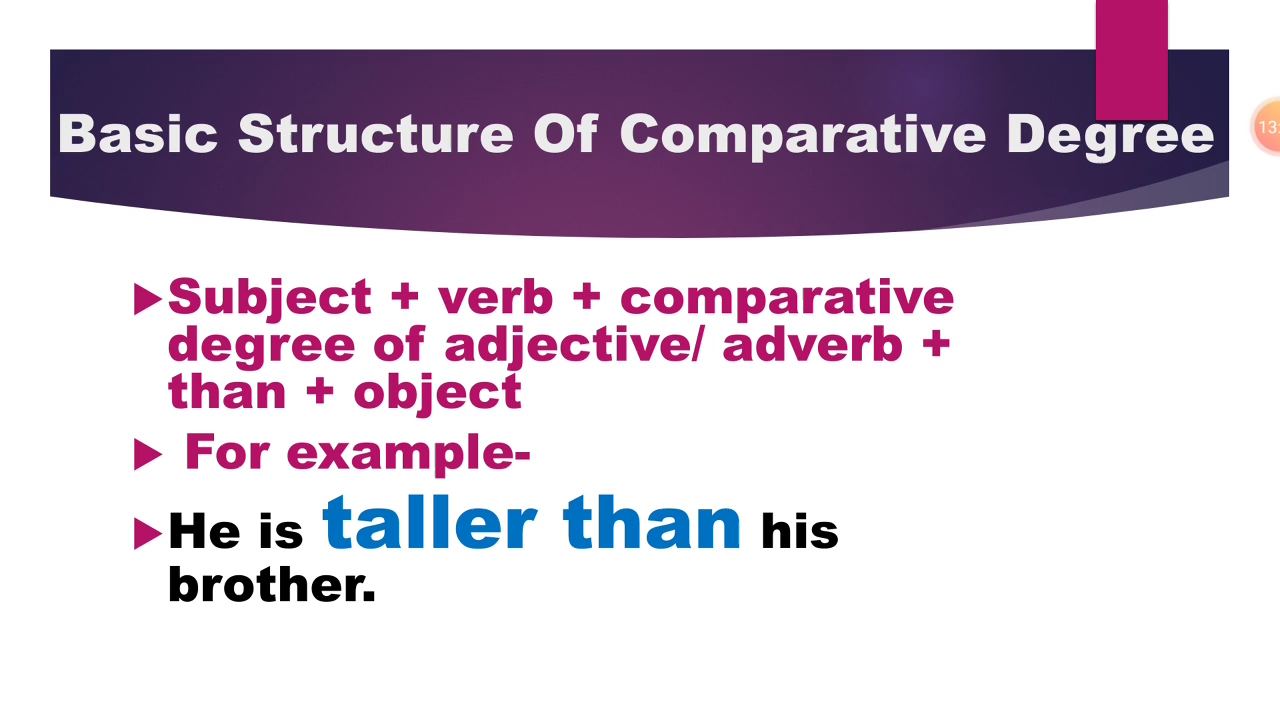 Basic Structure Of Comparative Degree
Subject + verb + comparative
degree of adjective/ adverb +
than + object
For example-
He is taller than his
brother.